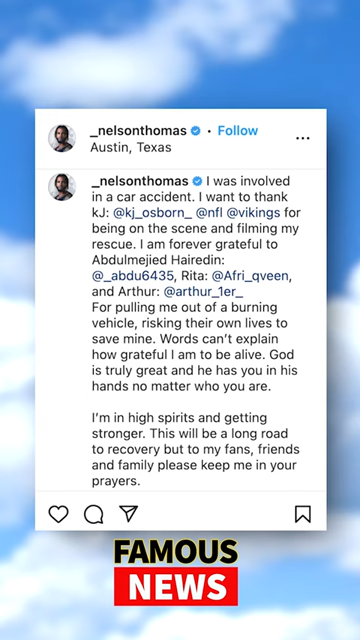 _nelsonthomas • Follow
Austin, Texas
...
_nelsonthomas I was involved
in a car accident. I want to thank
kJ: @kj_osborn_ @nfl @vikings for
being on the scene and filming my
rescue. I am forever grateful to
Abdulmejied Hairedin:
@_abdu6435, Rita: @Afri_qveen,
and Arthur: @arthur_1er_
For pulling me out of a burning
vehicle, risking their own lives to
save mine. Words can't explain
how grateful I am to be alive. God
is truly great and he has you in his
hands no matter who you are.
I'm in high spirits and getting
stronger. This will be a long road
to recovery but to my fans, friends
and family please keep me in your
prayers.
FAMOUS
NEWS